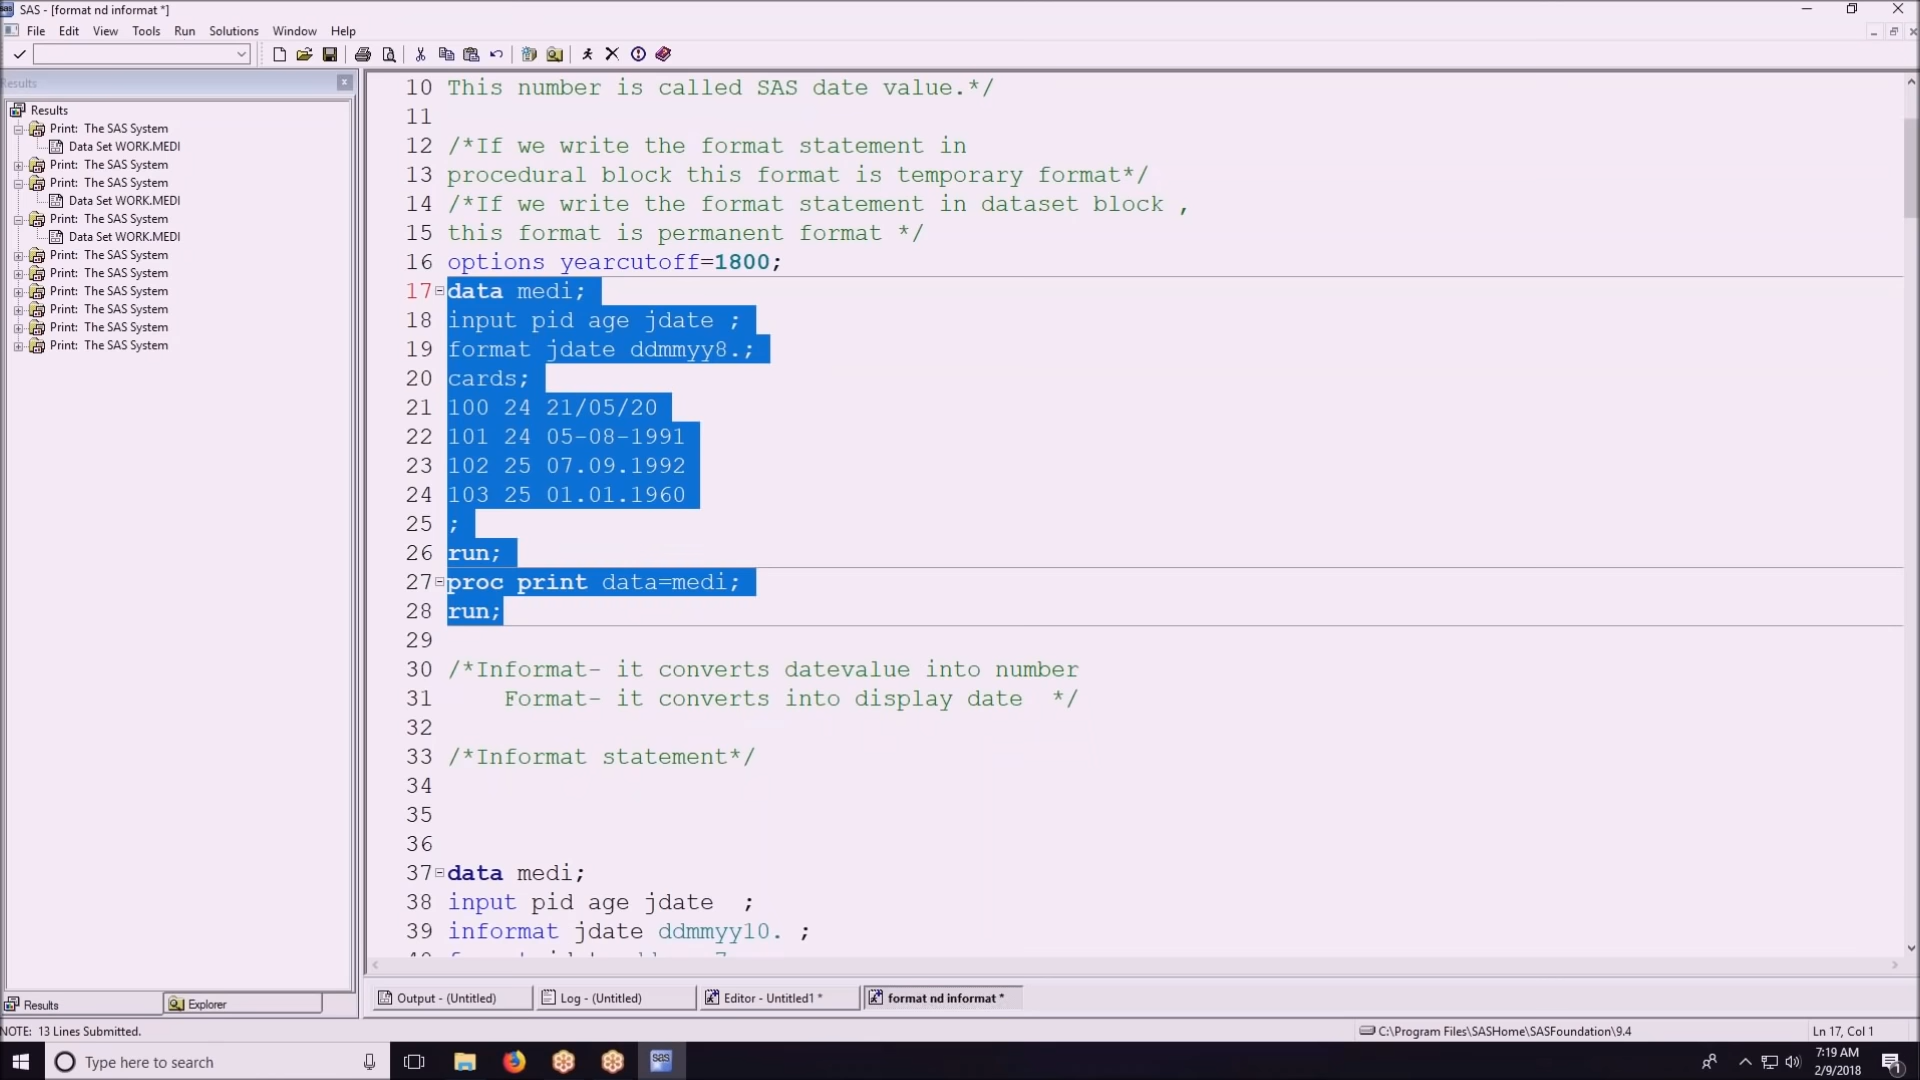 SAS - [format nd informat *]
File Edit View Tools Run Solutions Window Help
Results
Results
Print: The SAS System
Data Set WORK.MEDI
Print: The SAS System
Print: The SAS System
Data Set WORK.MEDI
Print: The SAS System
Data Set WORK.MEDI
Print: The SAS System
Print: The SAS System
Print: The SAS System
Print: The SAS System
Print: The SAS System
Print: The SAS System
10 This number is called SAS date value.*/
11
12 /*If we write the format statement in
13 procedural block this format is temporary format*/
14 /*If we write the format statement in dataset block ,
15 this format is permanent format */
16 options yearcutoff=1800;
17 data medi;
18 input pid age jdate ;
19 format jdate ddmmyy8.;
20 cards;
21 100 24 21/05/20
22 101 24 05-08-1991
23 102 25 07.09.1992
24 103 25 01.01.1960
25 ;
26 run;
27 proc print data=medi;
28 run;
29
30 /*Informat- it converts datevalue into number
31 Format- it converts into display date */
32
33 /*Informat statement*/
34
35
36
37 data medi;
38 input pid age jdate ;
39 informat jdate ddmmyy10. ;
Results Explorer
Output - (Untitled) Log - (Untitled) Editor - Untitled1 * format nd informat *
NOTE: 13 Lines Submitted.
C:\Program Files\SASHome\SASFoundation\9.4
Ln 17, Col 1
Type here to search
sas
7:19 AM
2/9/2018
1